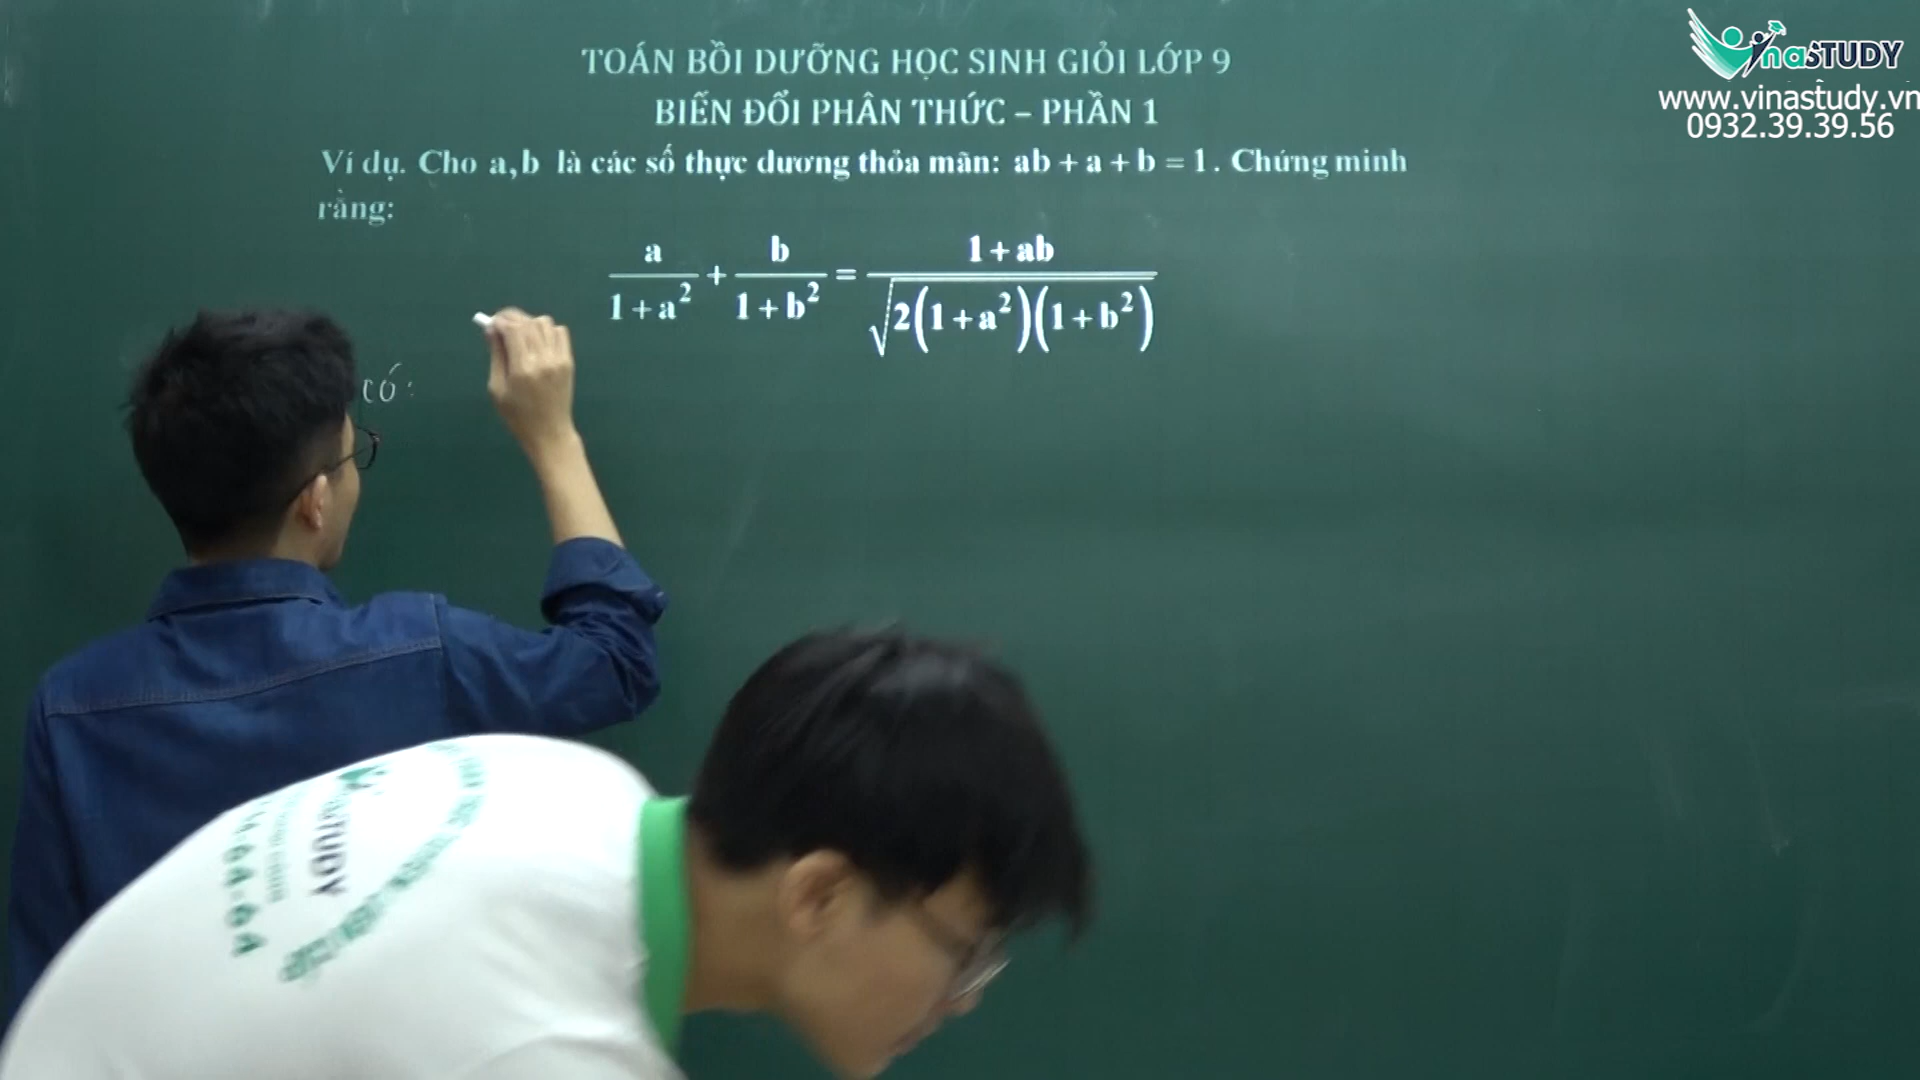 VinaSTUDY
www.vinastudy.vn
0932.39.39.56
TOÁN BỒI DƯỠNG HỌC SINH GIỎI LỚP 9
BIẾN ĐỔI PHÂN THỨC – PHẦN 1
Ví dụ. Cho a,b là các số thực dương thỏa mãn: ab + a + b = 1. Chứng minh
rằng:
a/(1 + a²) + b/(1 + b²) = (1 + ab)/√(2(1 + a²)(1 + b²))
có:
STUDY